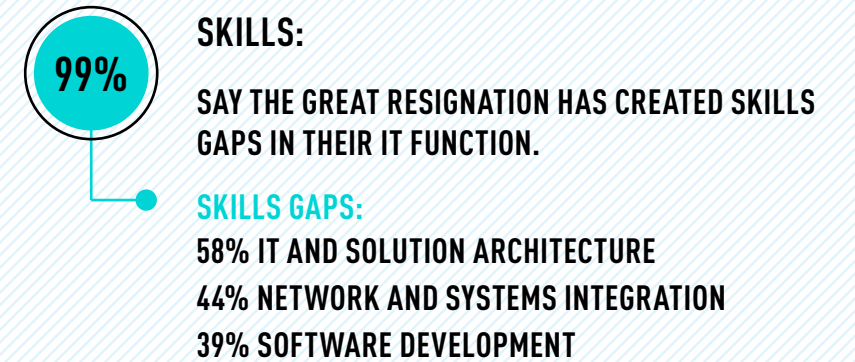 99%
SKILLS:
SAY THE GREAT RESIGNATION HAS CREATED SKILLS
GAPS IN THEIR IT FUNCTION.
SKILLS GAPS:
58% IT AND SOLUTION ARCHITECTURE
44% NETWORK AND SYSTEMS INTEGRATION
39% SOFTWARE DEVELOPMENT